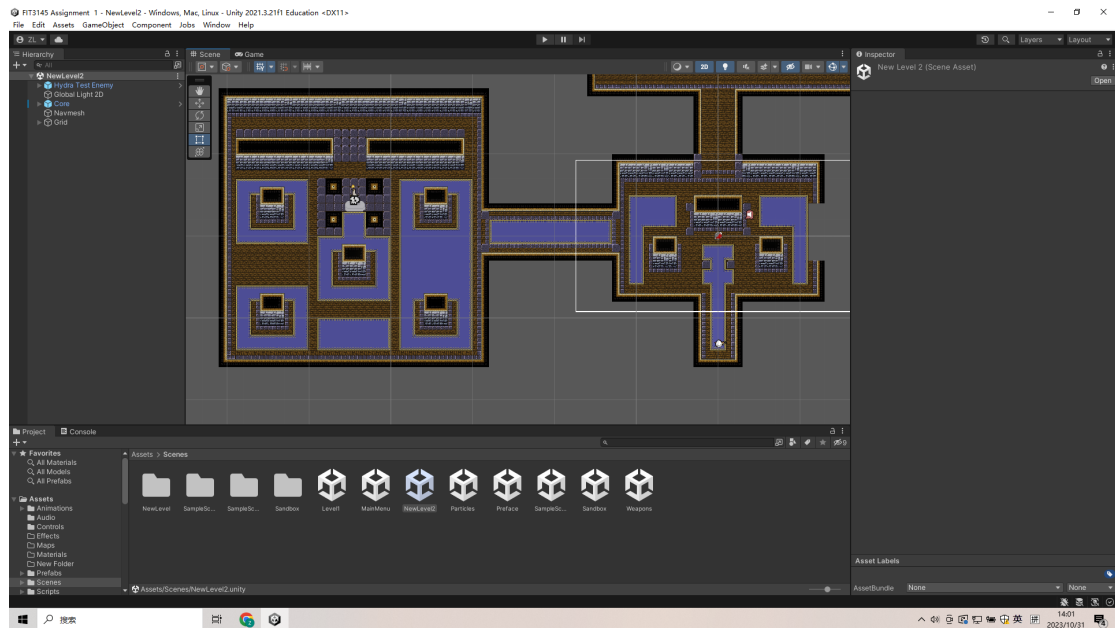 FIT3145 Assignment 1 - NewLevel2 - Windows, Mac, Linux - Unity 2021.3.21f1 Education <DX11>
File Edit Assets GameObject Component Jobs Window Help
ZL
Layers Layout
Hierarchy
All
NewLevel2
Hydra Test Enemy
Global Light 2D
Core
Navmesh
Grid
Scene Game
2D
Inspector
New Level 2 (Scene Asset)
Open
Project Console
9
Favorites
All Materials
All Models
All Prefabs
Assets
Animations
Audio
Controls
Effects
Maps
Materials
New Folder
Prefabs
Scenes
Scripts
Assets > Scenes
NewLevel SampleSc... SampleSc... Sandbox Level1 MainMenu NewLevel2 Particles Preface SampleSc... Sandbox Weapons
Assets/Scenes/NewLevel2.unity
Asset Labels
AssetBundle None None
搜索
英 拼
14:01
2023/10/31
4